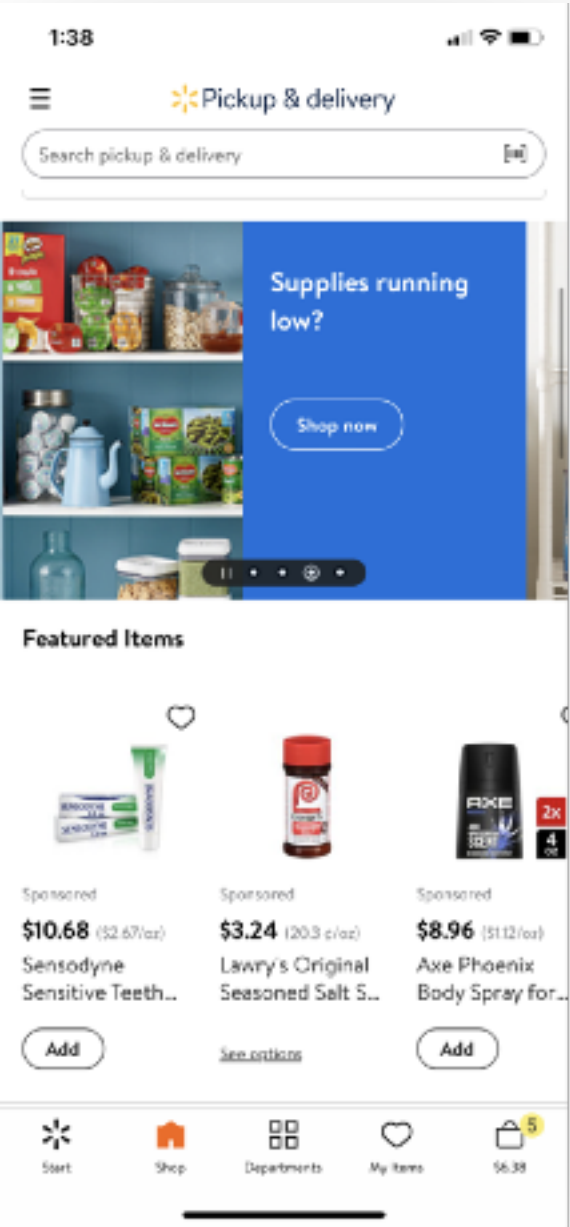 1:38
Pickup & delivery
Search pickup & delivery
Supplies running
low?
Shop now
Featured Items
SENSODYNE
SENSODYNE
AXE
2x
4
oz
Sponsored
Sponsored
Sponsored
$10.68 ($2.67/oz)
$3.24 (20.3 ¢/oz)
$8.96 ($1.12/oz)
Sensodyne
Sensitive Teeth...
Lawry's Original
Seasoned Salt S...
Axe Phoenix
Body Spray for...
Add
See options
Add
5
Start
Shop
Departments
My Items
$6.38